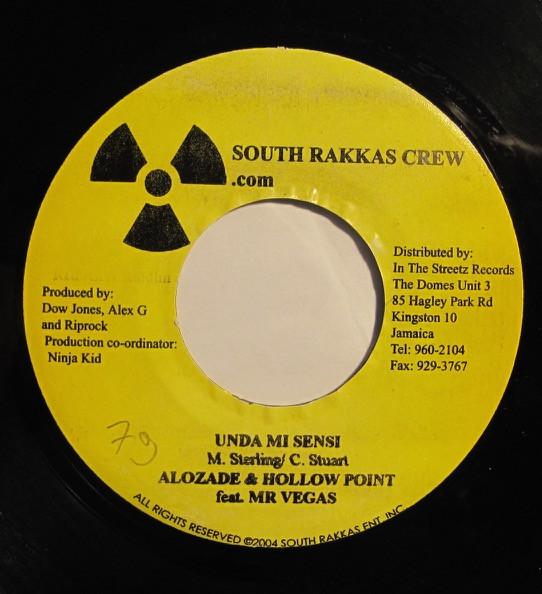 SOUTH RAKKAS CREW
.com
Produced by:
Dow Jones, Alex G
and Riprock
Production co-ordinator:
Ninja Kid
Distributed by:
In The Streetz Records
The Domes Unit 3
85 Hagley Park Rd
Kingston 10
Jamaica
Tel: 960-2104
Fax: 929-3767
79
UNDA MI SENSI
M. Sterling/ C. Stuart
ALOZADE & HOLLOW POINT
feat. MR VEGAS
ALL RIGHTS RESERVED ©2004 SOUTH RAKKAS ENT. INC.